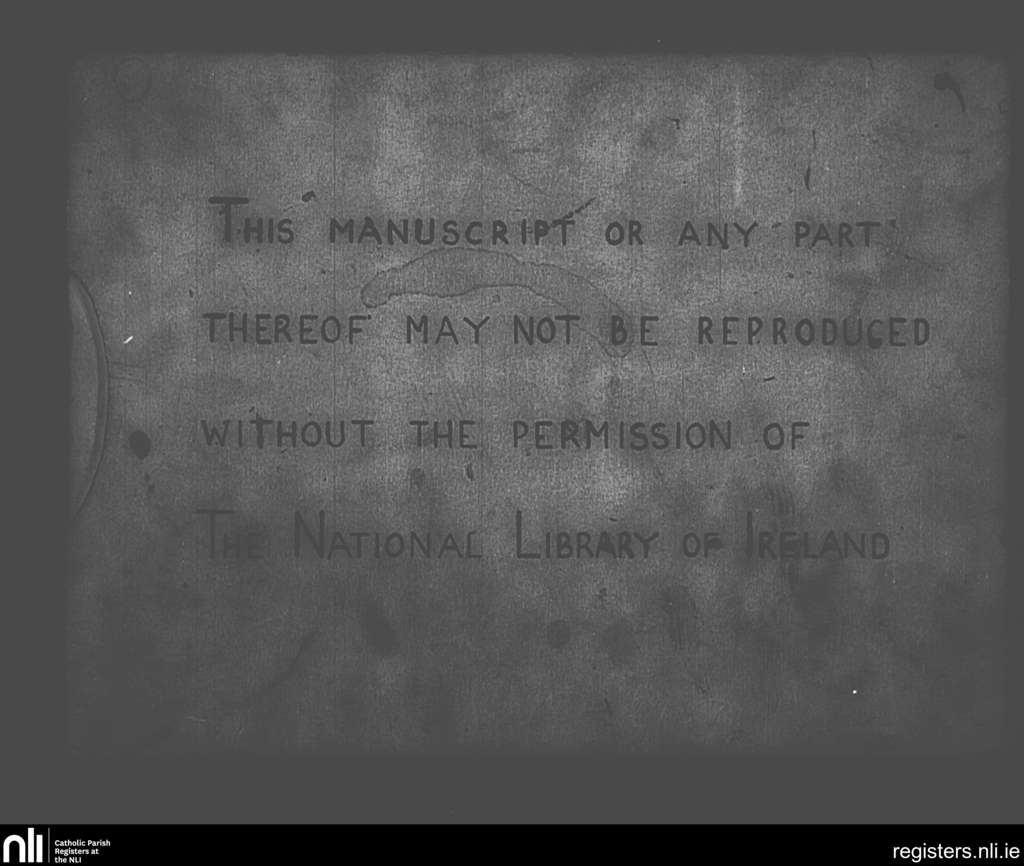 THIS MANUSCRIPT OR ANY PART
THEREOF MAY NOT BE REPRODUCED
WITHOUT THE PERMISSION OF
THE NATIONAL LIBRARY OF IRELAND
nli
Catholic Parish
Registers at
the NLI
registers.nli.ie